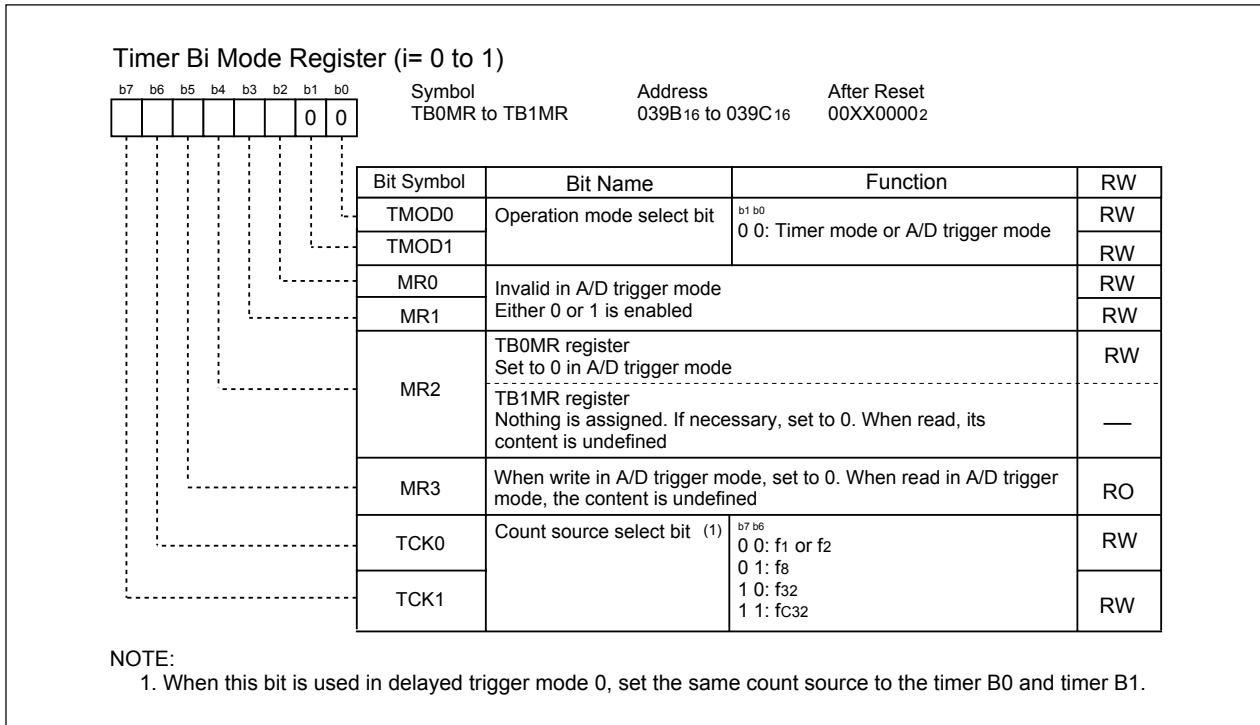 Timer Bi Mode Register (i= 0 to 1)
b7 b6 b5 b4 b3 b2 b1 b0
0 0
Symbol Address After Reset
TB0MR to TB1MR 039B16 to 039C16 00XX00002
Bit Symbol Bit Name Function RW
TMOD0 Operation mode select bit b1 b0 RW
0 0: Timer mode or A/D trigger mode
TMOD1 RW
MR0 Invalid in A/D trigger mode RW
MR1 Either 0 or 1 is enabled RW
MR2
TB0MR register RW
Set to 0 in A/D trigger mode
TB1MR register
Nothing is assigned. If necessary, set to 0. When read, its —
content is undefined
MR3 When write in A/D trigger mode, set to 0. When read in A/D trigger RO
mode, the content is undefined
TCK0 Count source select bit (1) b7 b6 RW
0 0: f1 or f2
0 1: f8
TCK1 1 0: f32 RW
1 1: fC32
NOTE:
1. When this bit is used in delayed trigger mode 0, set the same count source to the timer B0 and timer B1.